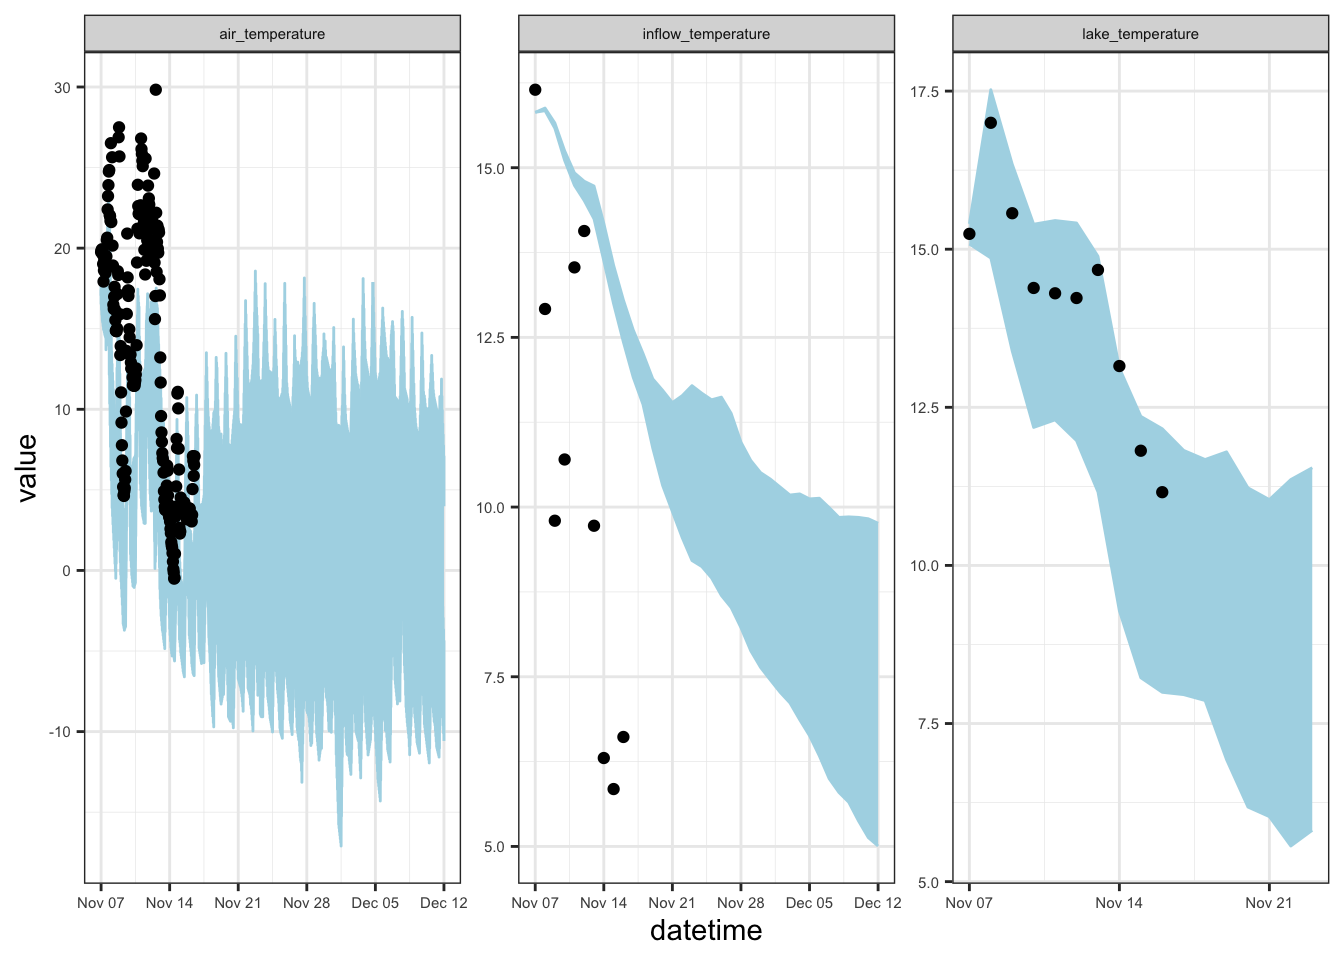 air_temperature
inflow_temperature
lake_temperature
value
30
20
10
0
-10
15.0
12.5
10.0
7.5
5.0
17.5
15.0
12.5
10.0
7.5
5.0
Nov 07 Nov 14 Nov 21 Nov 28 Dec 05 Dec 12
Nov 07 Nov 14 Nov 21 Nov 28 Dec 05 Dec 12
Nov 07 Nov 14 Nov 21
datetime